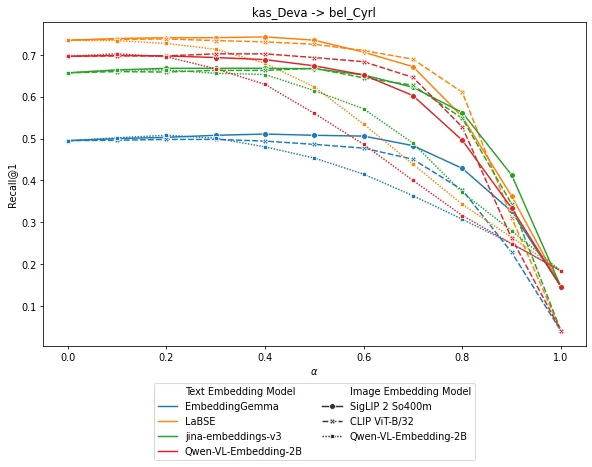 kas_Deva -> bel_Cyrl
Recall@1
0.7
0.6
0.5
0.4
0.3
0.2
0.1
0.0 0.2 0.4 0.6 0.8 1.0
α
Text Embedding Model Image Embedding Model
EmbeddingGemma SigLIP 2 So400m
LaBSE CLIP ViT-B/32
jina-embeddings-v3 Qwen-VL-Embedding-2B
Qwen-VL-Embedding-2B